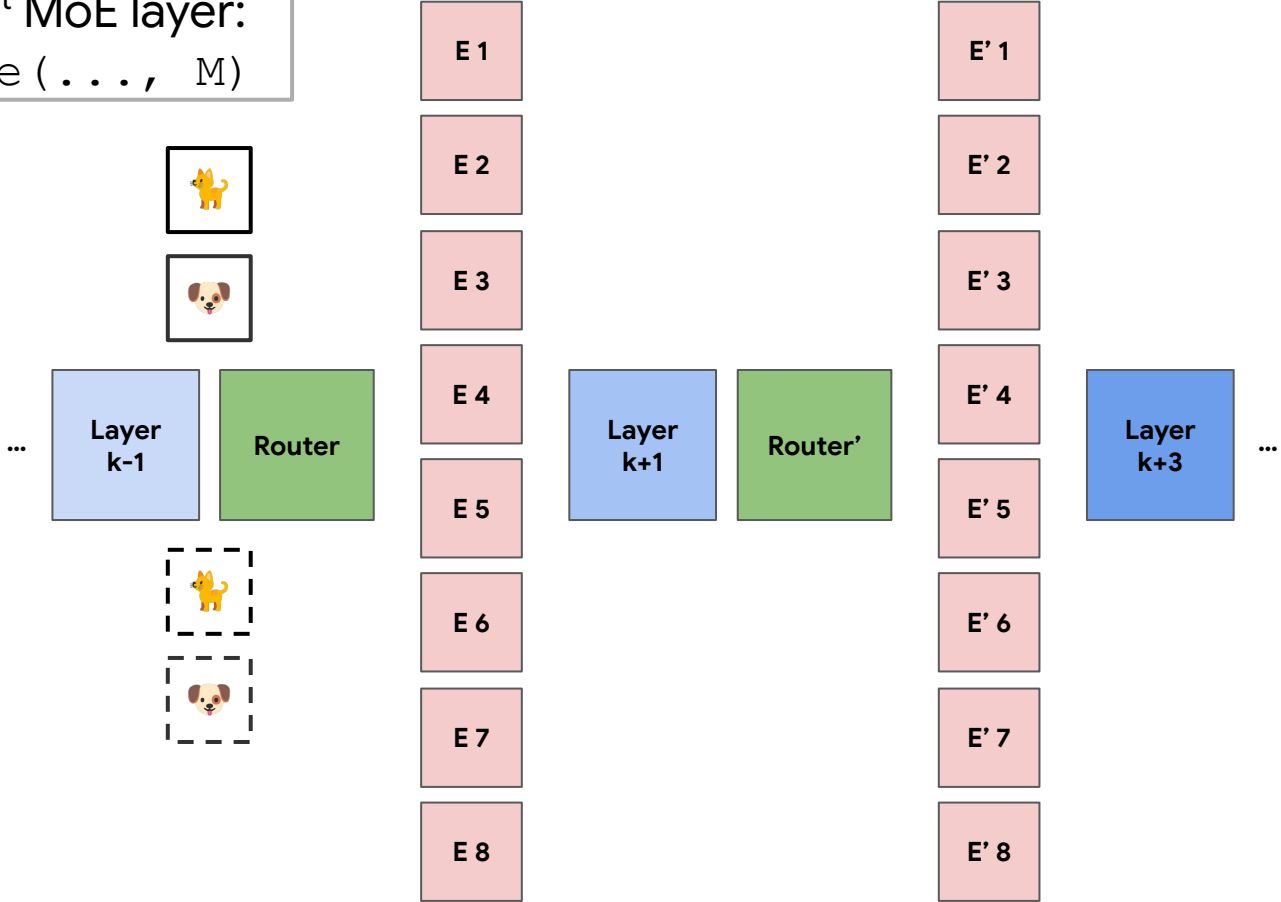 MoE layer:
(..., M)
E 1
E 2
E 3
E 4
E 5
E 6
E 7
E 8
...
Layer
k-1
Router
Layer
k+1
Router’
E’ 1
E’ 2
E’ 3
E’ 4
E’ 5
E’ 6
E’ 7
E’ 8
Layer
k+3
...